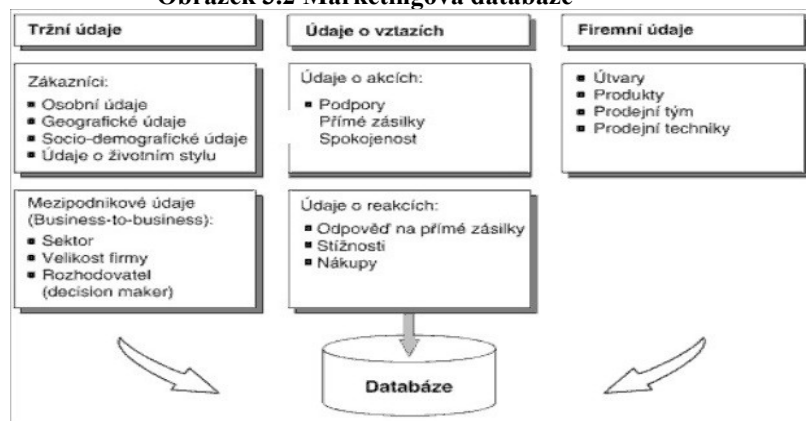 Obrázek 5.2 Marketingová databáze
Tržní údaje
Zákazníci:
▪ Osobní údaje
▪ Geografické údaje
▪ Socio-demografické údaje
▪ Údaje o životním stylu
Mezipodnikové údaje
(Business-to-business):
▪ Sektor
▪ Velikost firmy
▪ Rozhodovatel
(decision maker)
Údaje o vztazích
Údaje o akcích:
▪ Podpory
Přímé zásilky
Spokojenost
Údaje o reakcích:
▪ Odpověď na přímé zásilky
▪ Stížnosti
▪ Nákupy
Firemní údaje
▪ Útvary
▪ Produkty
▪ Prodejní tým
▪ Prodejní techniky
Databáze